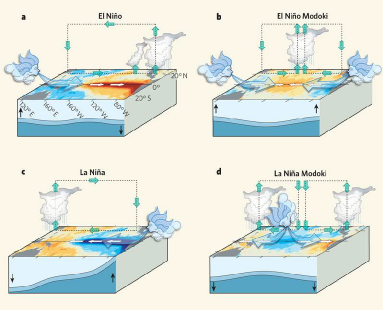 a
El Niño
b
El Niño Modoki
20° N
0°
20° S
120° E
160° E
160° W
120° W
80° W
c
La Niña
d
La Niña Modoki